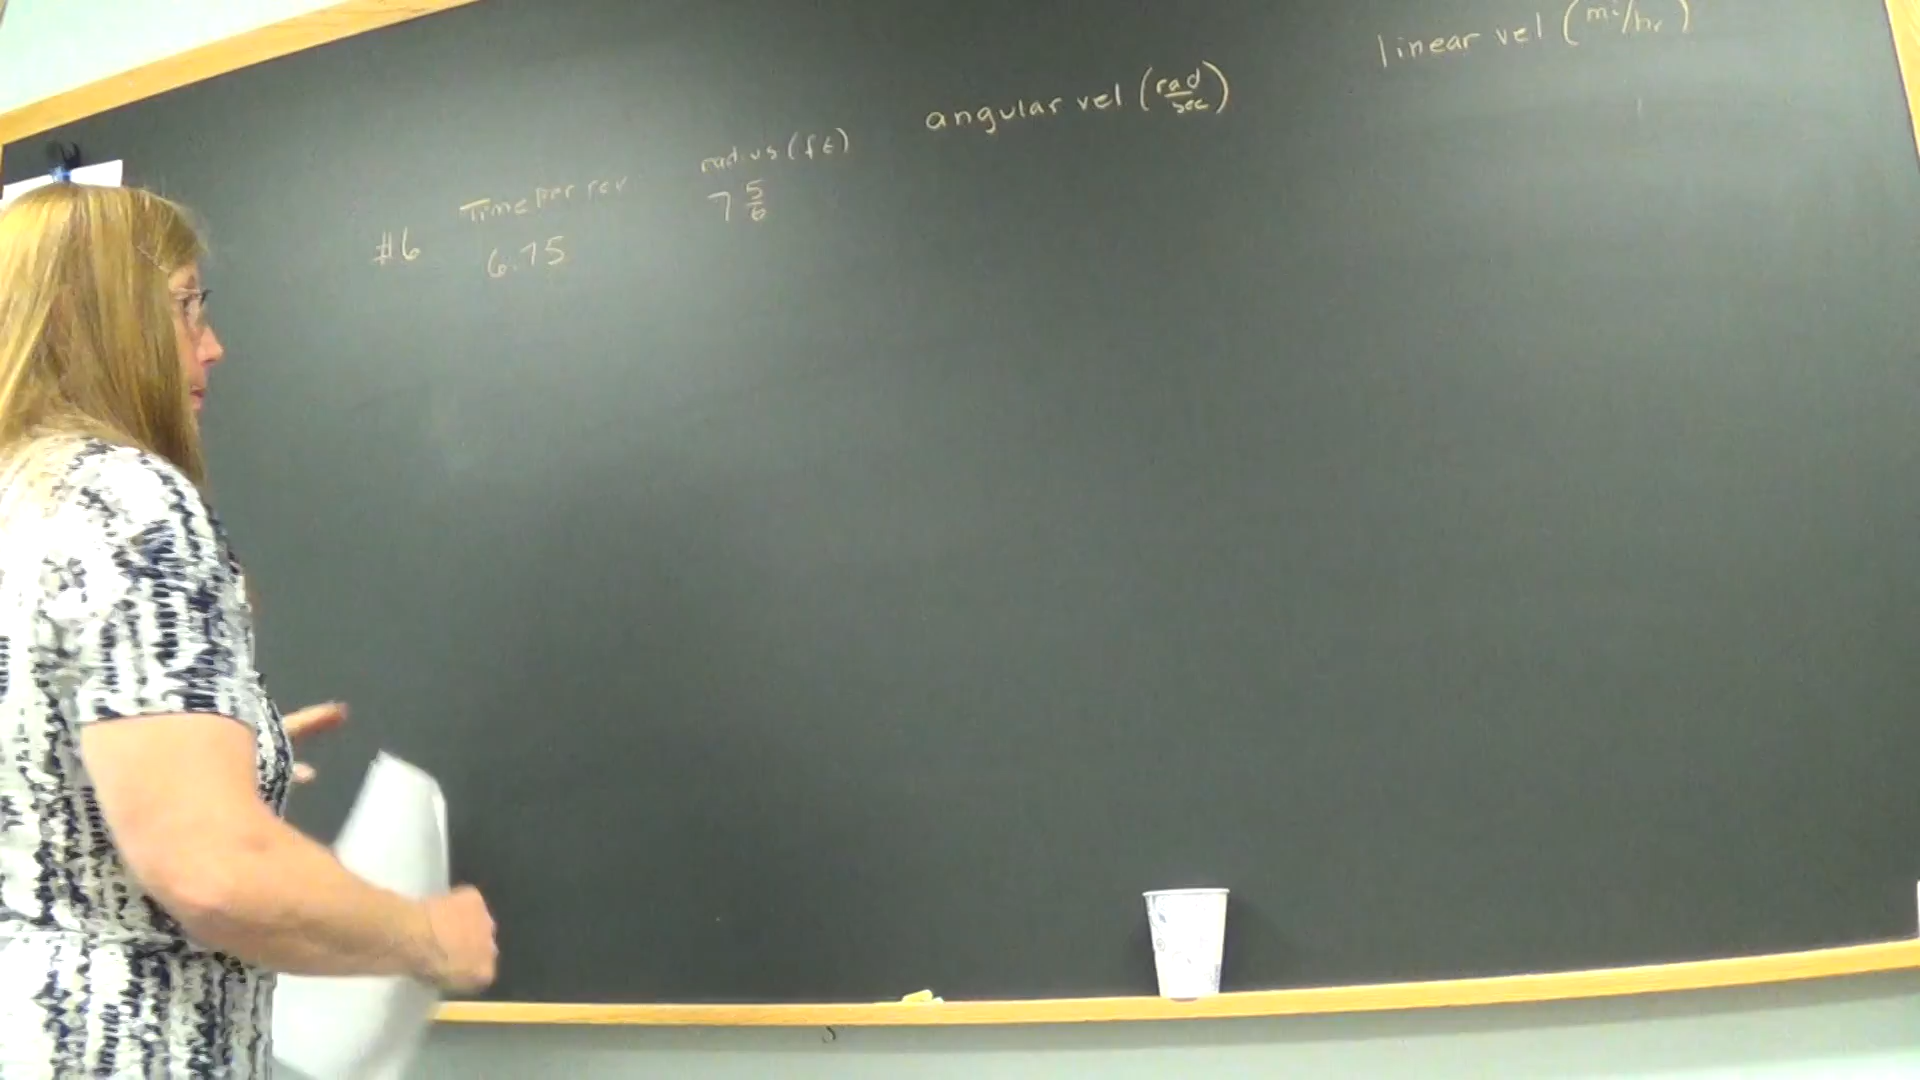 Time per rev radius (ft) angular vel (rad/sec) linear vel (mi/hr)
#6 6.75 7 5/6